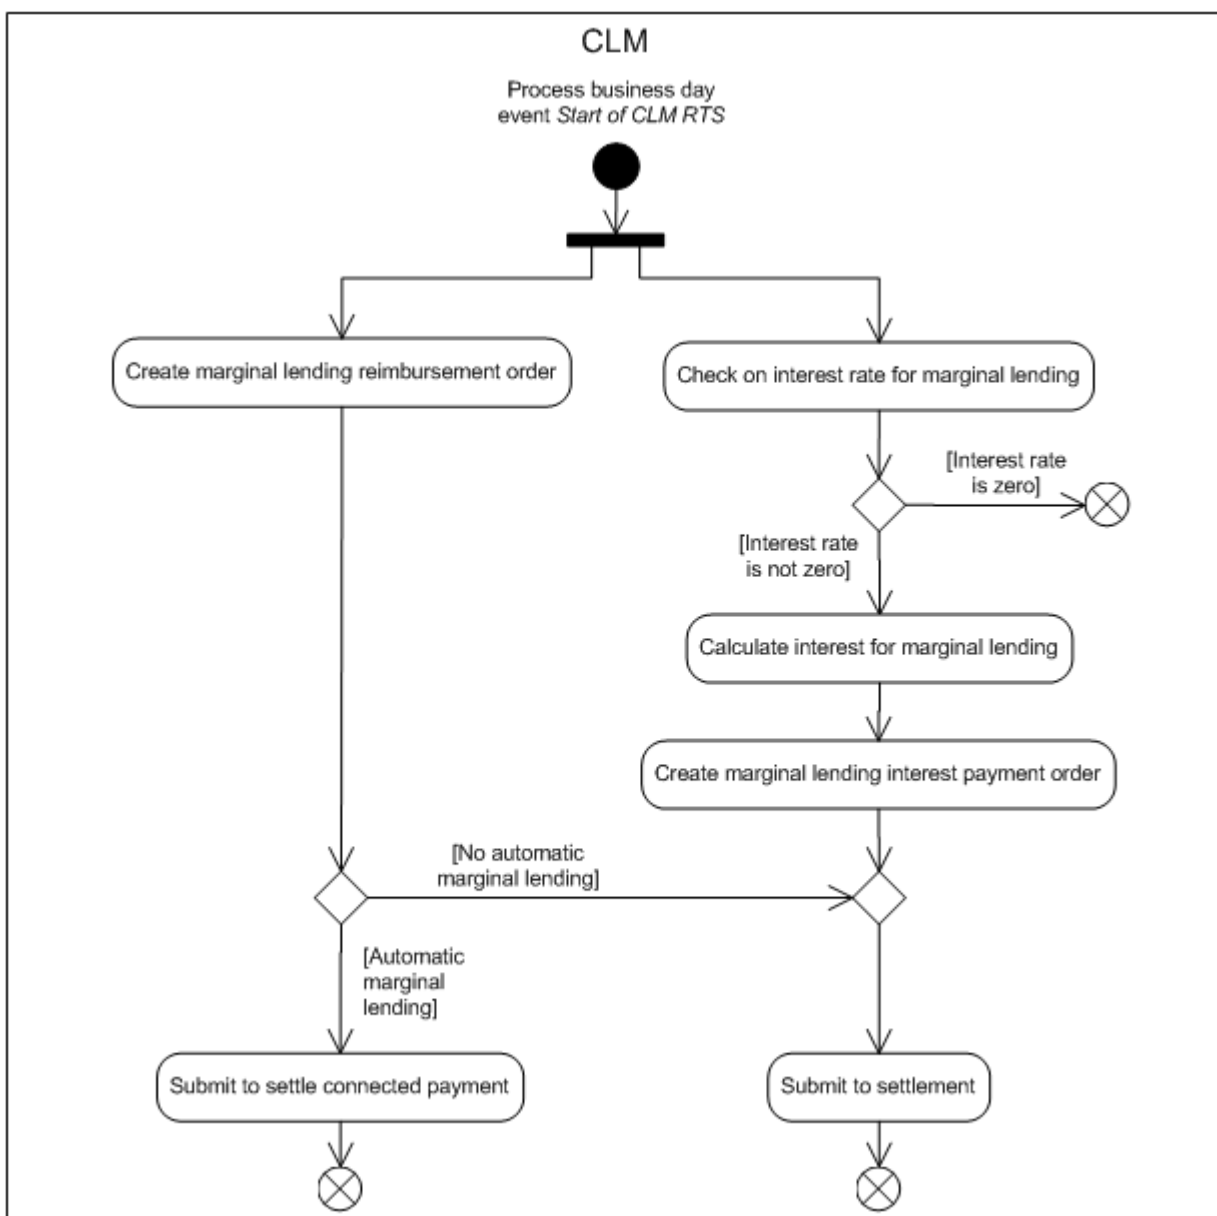 CLM
Process business day
event Start of CLM RTS
Create marginal lending reimbursement order
Check on interest rate for marginal lending
[Interest rate
is zero]
[Interest rate
is not zero]
Calculate interest for marginal lending
Create marginal lending interest payment order
[No automatic
marginal lending]
[Automatic
marginal
lending]
Submit to settle connected payment
Submit to settlement